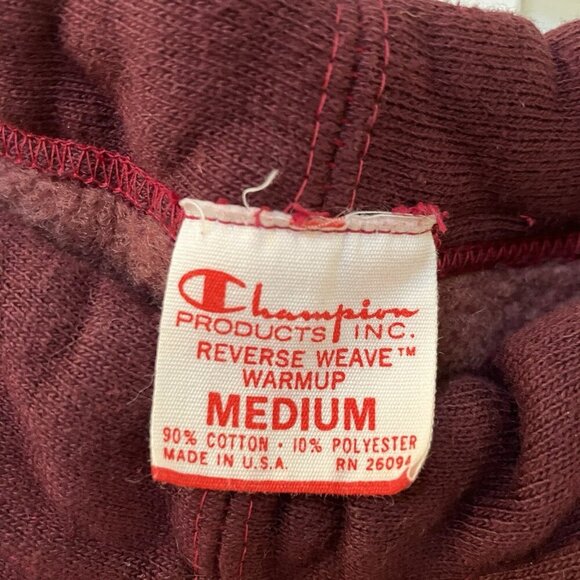 Champion
PRODUCTS INC.
REVERSE WEAVE™
WARMUP
MEDIUM
90% COTTON · 10% POLYESTER
MADE IN U.S.A. RN 26094